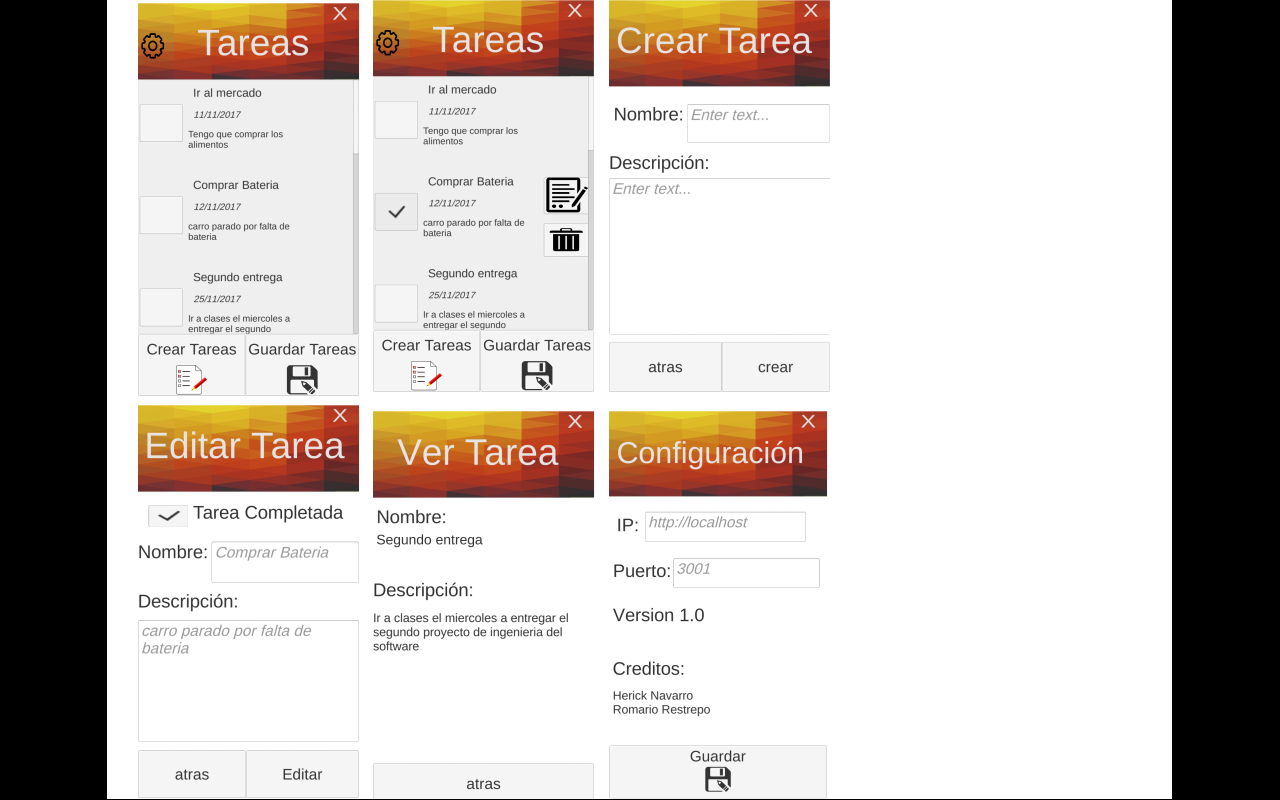 X
Tareas
Ir al mercado
11/11/2017
Tengo que comprar los
alimentos
Comprar Bateria
12/11/2017
carro parado por falta de
bateria
Segundo entrega
25/11/2017
Ir a clases el miercoles a
entregar el segundo
Crear Tareas
Guardar Tareas
X
Tareas
Ir al mercado
11/11/2017
Tengo que comprar los
alimentos
Comprar Bateria
12/11/2017
carro parado por falta de
bateria
Segundo entrega
25/11/2017
Ir a clases el miercoles a
entregar el segundo
Crear Tareas
Guardar Tareas
X
Crear Tarea
Nombre: Enter text...
Descripción:
Enter text...
atras
crear
X
Editar Tarea
Tarea Completada
Nombre: Comprar Bateria
Descripción:
carro parado por falta de
bateria
atras
Editar
X
Ver Tarea
Nombre:
Segundo entrega
Descripción:
Ir a clases el miercoles a entregar el
segundo proyecto de ingenieria del
software
atras
X
Configuración
IP: http://localhost
Puerto: 3001
Version 1.0
Creditos:
Herick Navarro
Romario Restrepo
Guardar